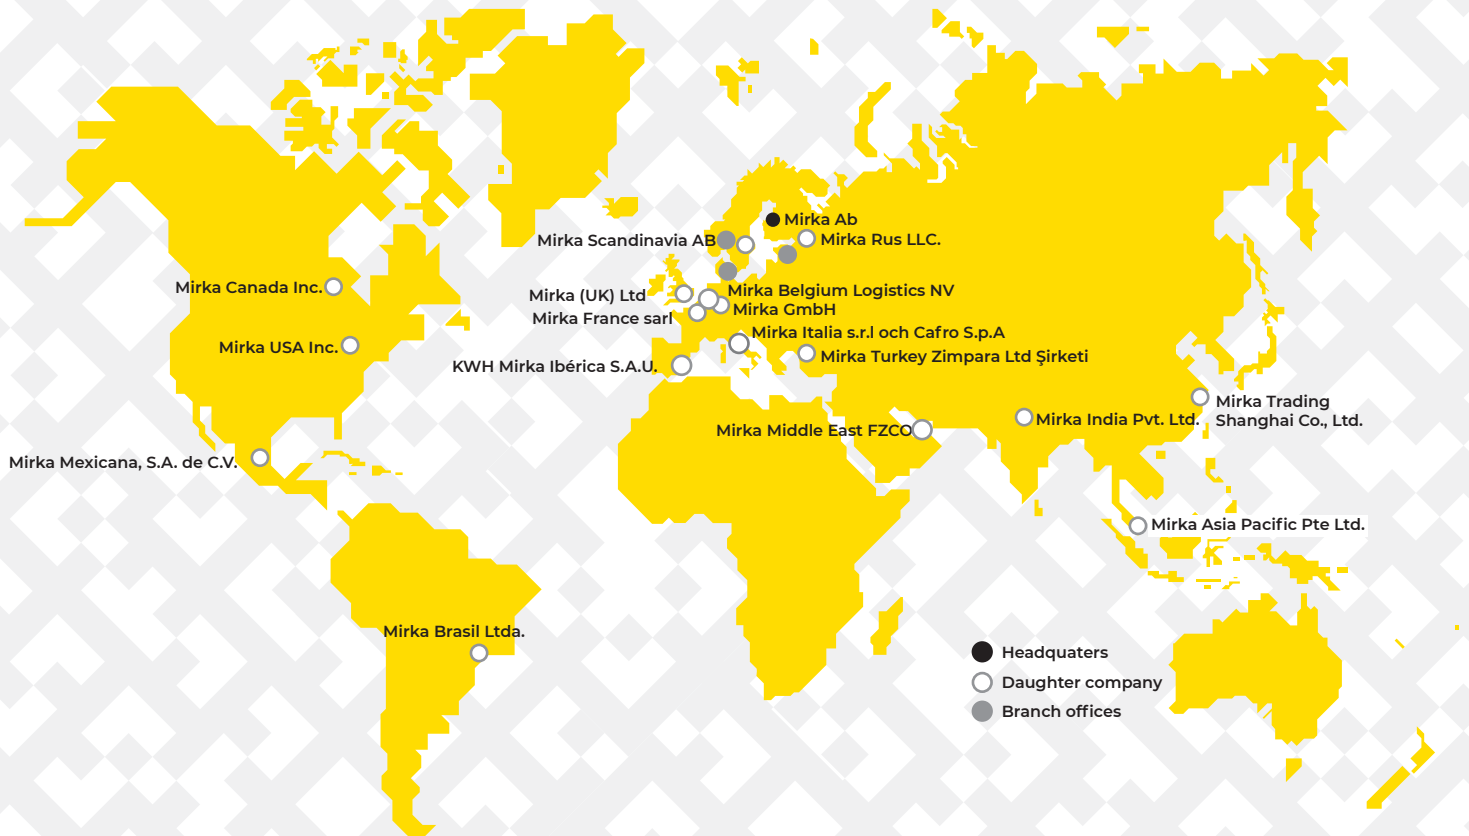 Mirka Ab
Mirka Scandinavia AB
Mirka Rus LLC.
Mirka Canada Inc.
Mirka (UK) Ltd
Mirka Belgium Logistics NV
Mirka GmbH
Mirka France sarl
Mirka Italia s.r.l och Cafro S.p.A
Mirka USA Inc.
Mirka Turkey Zimpara Ltd Şirketi
KWH Mirka Ibérica S.A.U.
Mirka Trading
Shanghai Co., Ltd.
Mirka India Pvt. Ltd.
Mirka Middle East FZCO
Mirka Mexicana, S.A. de C.V.
Mirka Asia Pacific Pte Ltd.
Mirka Brasil Ltda.
Headquaters
Daughter company
Branch offices